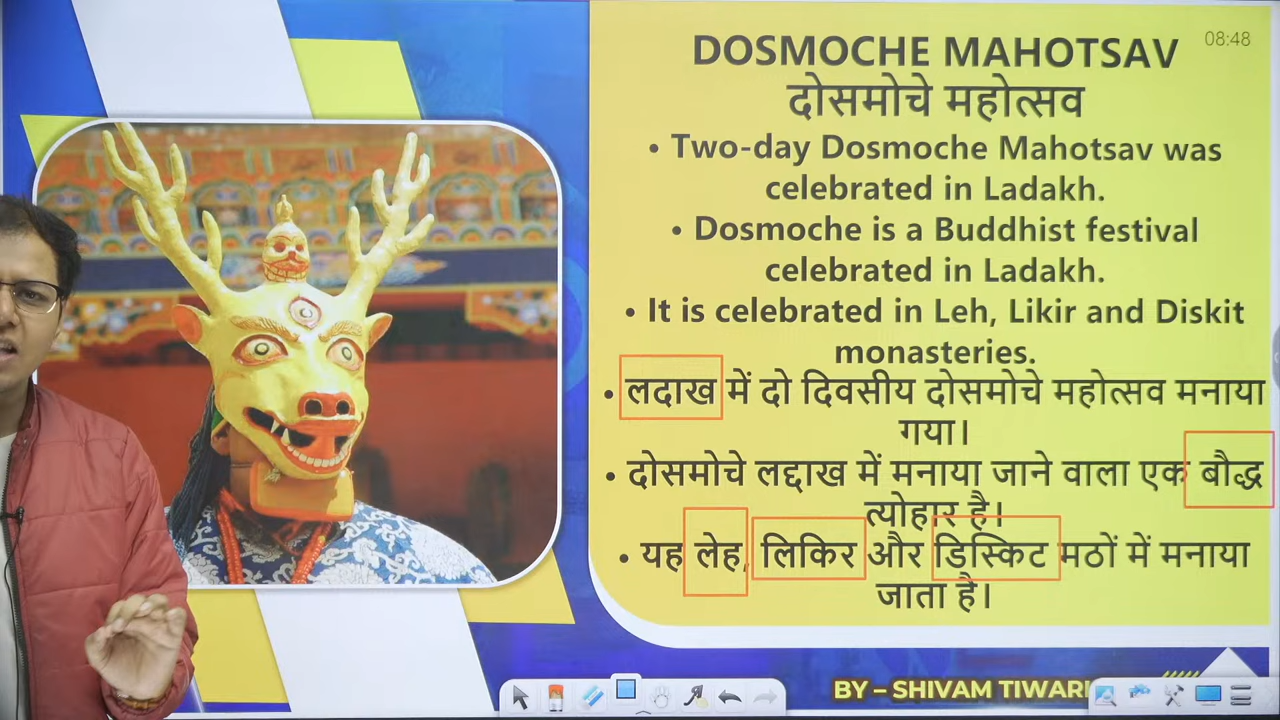 08:48
DOSMOCHE MAHOTSAV
दोसमोचे महोत्सव
• Two-day Dosmoche Mahotsav was
celebrated in Ladakh.
• Dosmoche is a Buddhist festival
celebrated in Ladakh.
• It is celebrated in Leh, Likir and Diskit
monasteries.
• लदाख में दो दिवसीय दोसमोचे महोत्सव मनाया
गया।
• दोसमोचे लद्दाख में मनाया जाने वाला एक बौद्ध
त्योहार है।
• यह लेह, लिकिर और डिस्किट मठों में मनाया
जाता है।
BY – SHIVAM TIWARI